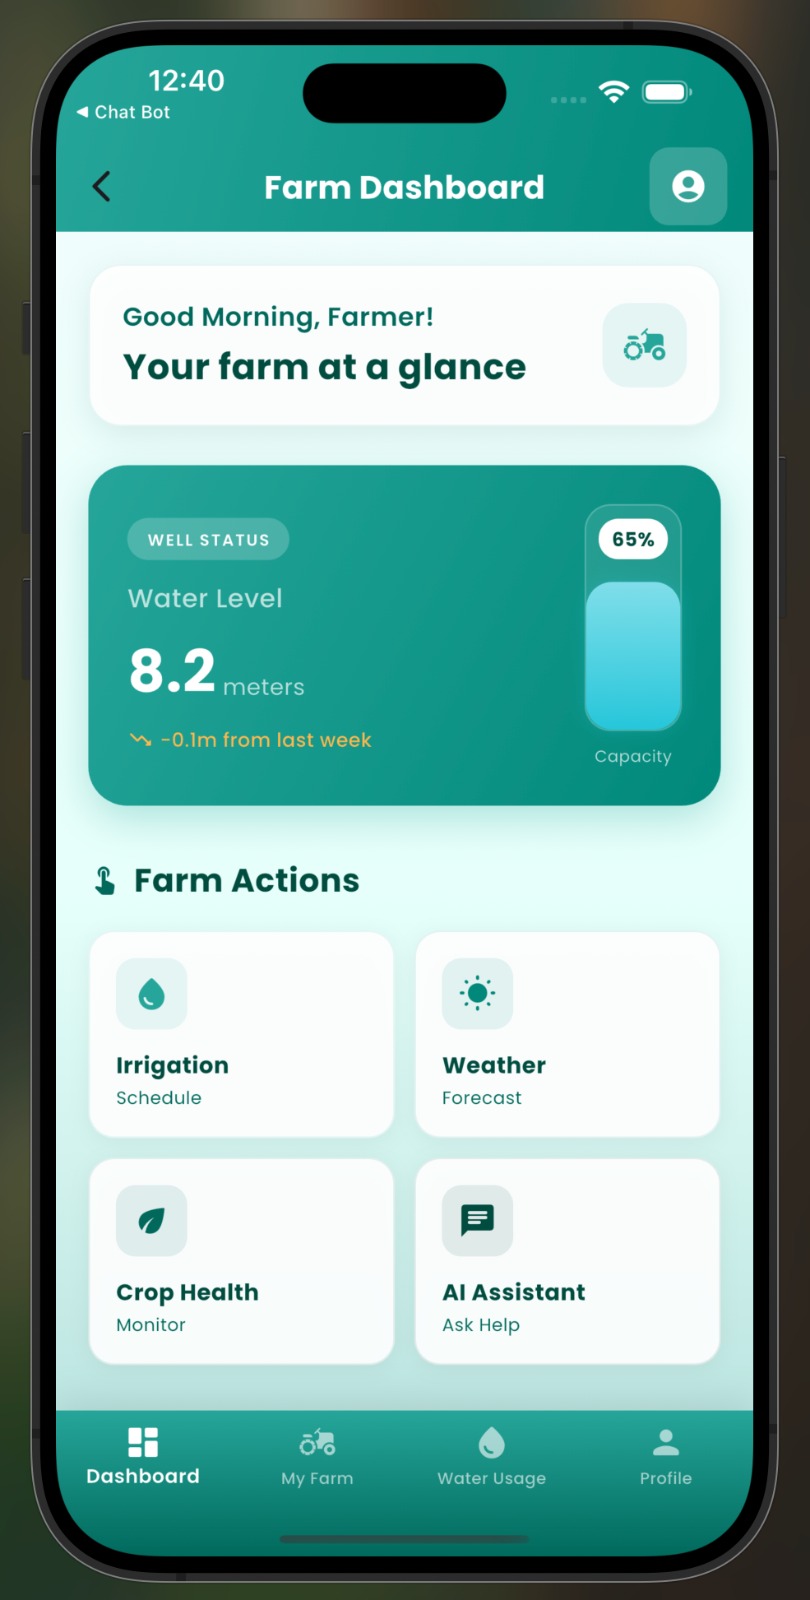 12:40
◀ Chat Bot
Farm Dashboard
Good Morning, Farmer!
Your farm at a glance
WELL STATUS
65%
Water Level
8.2 meters
-0.1m from last week
Capacity
Farm Actions
Irrigation
Schedule
Weather
Forecast
Crop Health
Monitor
AI Assistant
Ask Help
Dashboard
My Farm
Water Usage
Profile